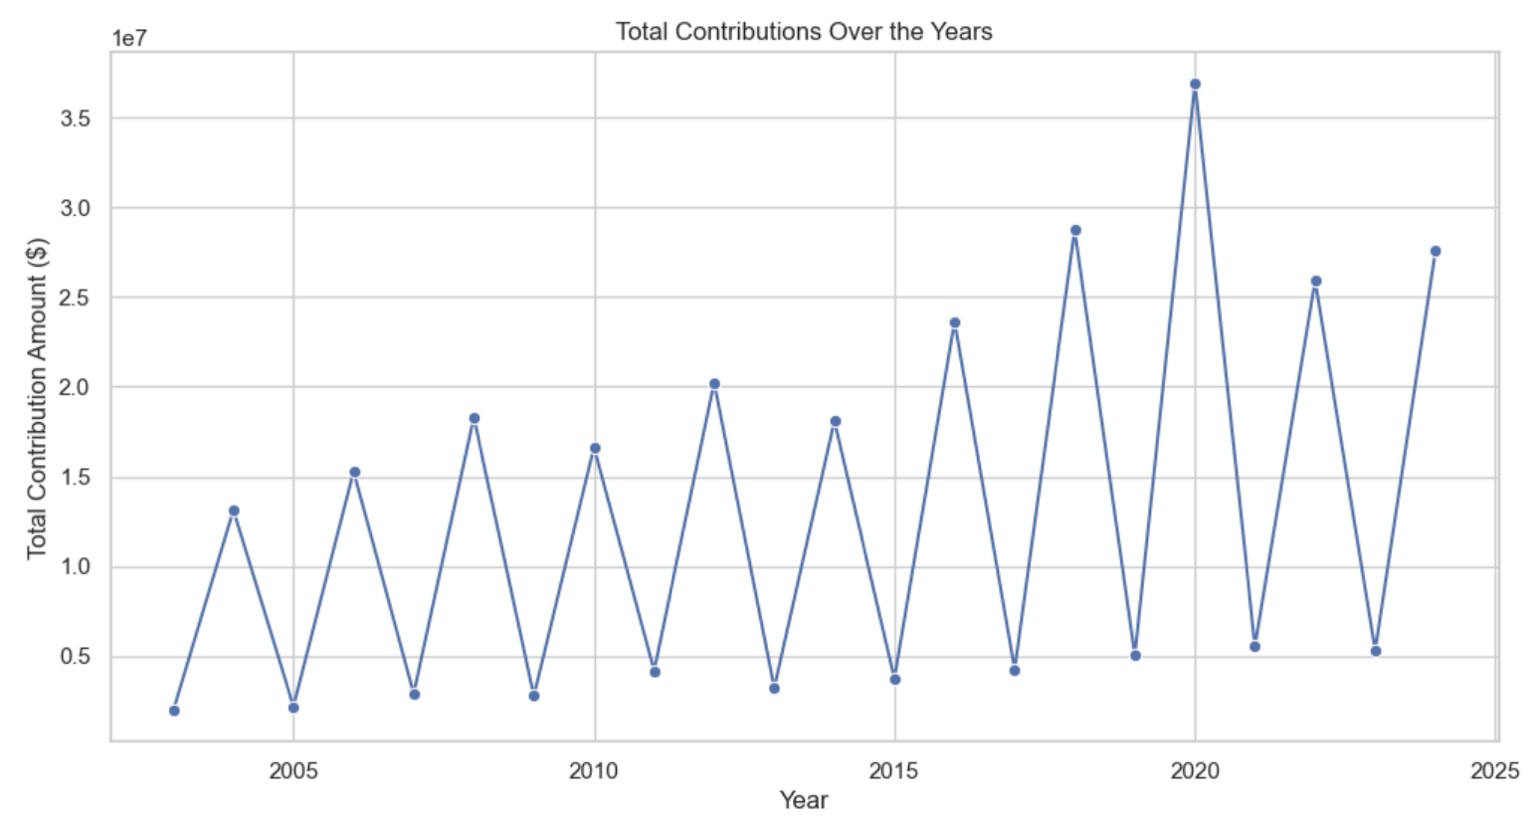 Total Contributions Over the Years
1e7
3.5
3.0
2.5
2.0
1.5
1.0
0.5
Total Contribution Amount ($)
2005 2010 2015 2020 2025
Year